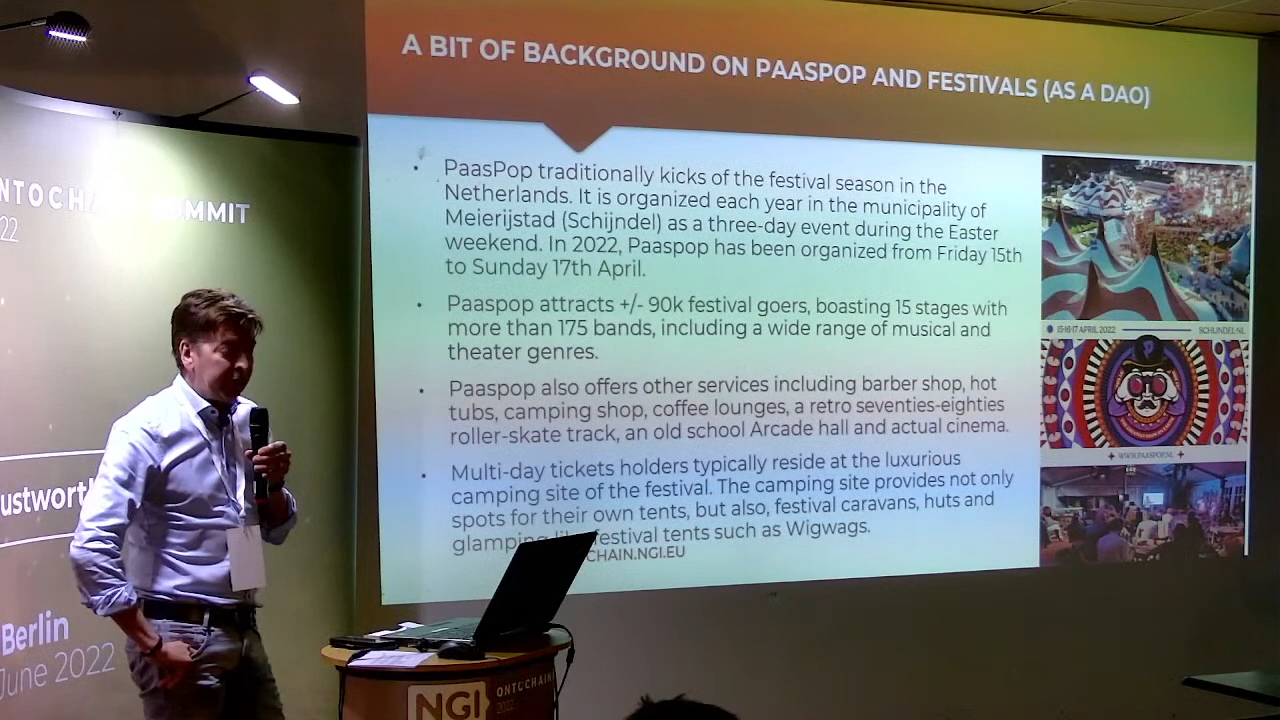 A BIT OF BACKGROUND ON PAASPOP AND FESTIVALS (AS A DAO)
• PaasPop traditionally kicks of the festival season in the
Netherlands. It is organized each year in the municipality of
Meierijstad (Schijndel) as a three-day event during the Easter
weekend. In 2022, Paaspop has been organized from Friday 15th
to Sunday 17th April.
• Paaspop attracts +/- 90k festival goers, boasting 15 stages with
more than 175 bands, including a wide range of musical and
theater genres.
• Paaspop also offers other services including barber shop, hot
tubs, camping shop, coffee lounges, a retro seventies-eighties
roller-skate track, an old school Arcade hall and actual cinema.
• Multi-day tickets holders typically reside at the luxurious
camping site of the festival. The camping site provides not only
spots for their own tents, but also, festival caravans, huts and
glamping festival tents such as Wigwags.
CHAIN.NGI.EU
15·16·17 APRIL 2022
SCHIJNDEL·NL
WWW.PAASPOP.NL
NTOCHA MMIT
22
ustwort
Berlin
June 2022
NGI
ONTOCHAIN
2022